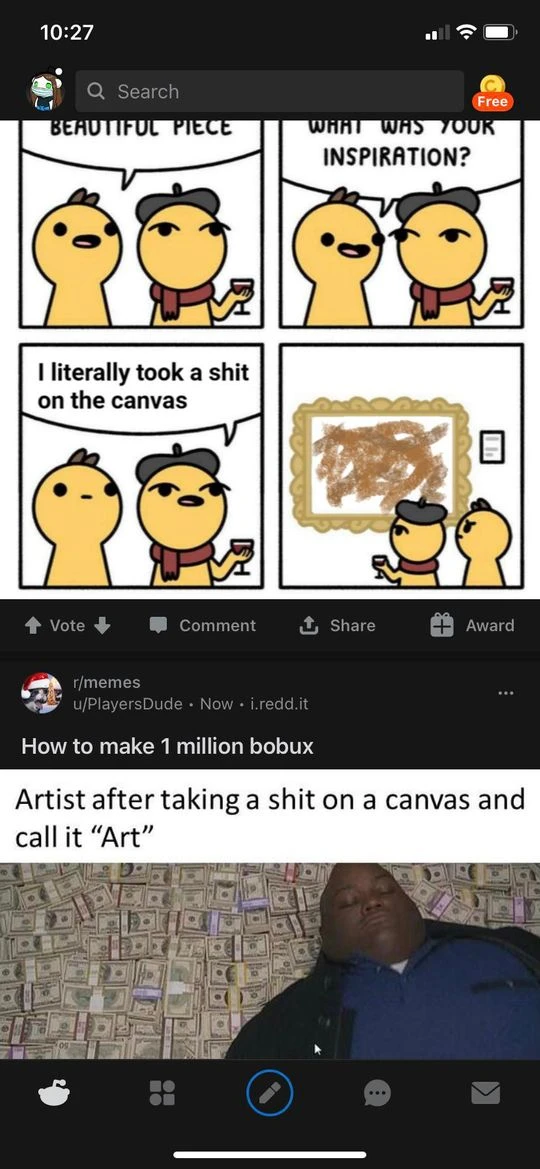 10:27
Search
Free
BEAUTIFUL PIECE
WHAT WAS YOUR
INSPIRATION?
I literally took a shit
on the canvas
Vote
Comment
Share
Award
r/memes
u/PlayersDude • Now • i.redd.it
How to make 1 million bobux
Artist after taking a shit on a canvas and
call it “Art”